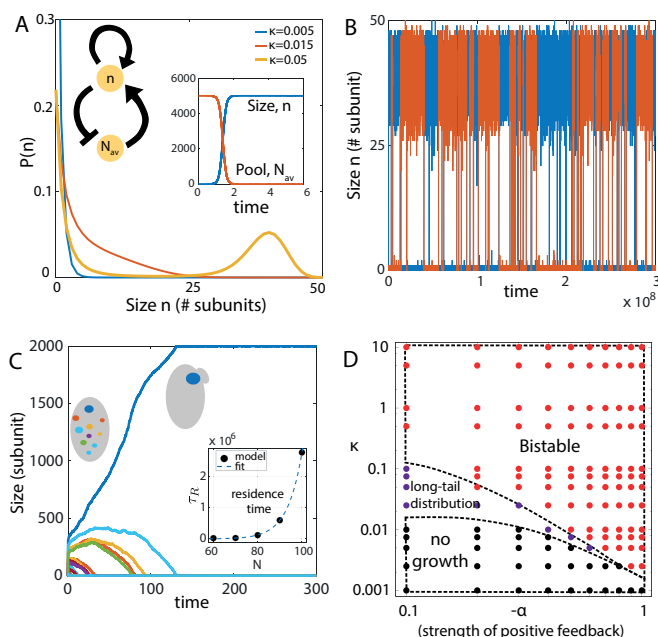 A
κ=0.005
κ=0.015
κ=0.05
n
N_av
P(n)
0.3
0.2
0.1
0
0
25
50
Size n (# subunits)
6000
4000
2000
0
0
2
4
6
Size, n
Pool, N_av
time
B
Size n (# subunit)
50
25
0
0
1
2
3
time
x 10^8
C
Size (subunit)
2000
1500
1000
500
0
0
100
200
300
time
x 10^6
3
2
1
0
60
80
100
τ_R
N
model
fit
residence
time
D
κ
10
1
0.1
0.010
0.001
Bistable
long-tail
distribution
no
growth
0.1
-α
1
(strength of positive feedback)